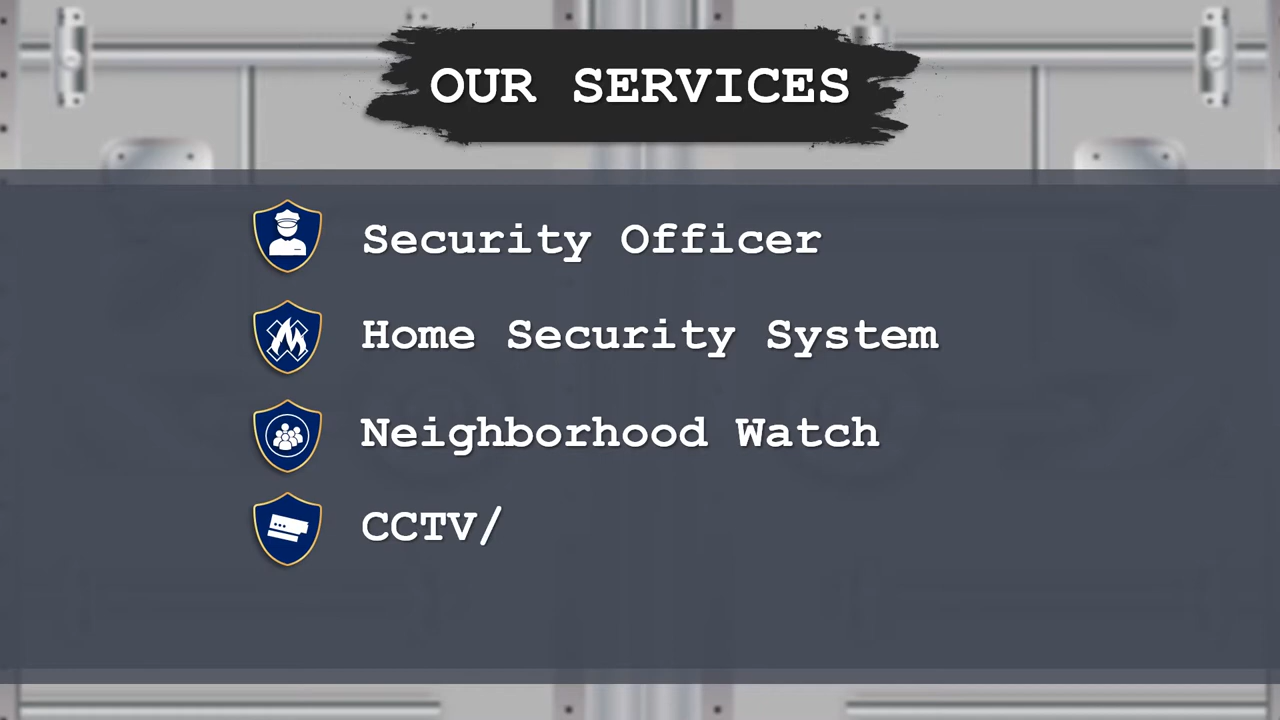 OUR SERVICES
Security Officer
Home Security System
Neighborhood Watch
CCTV/